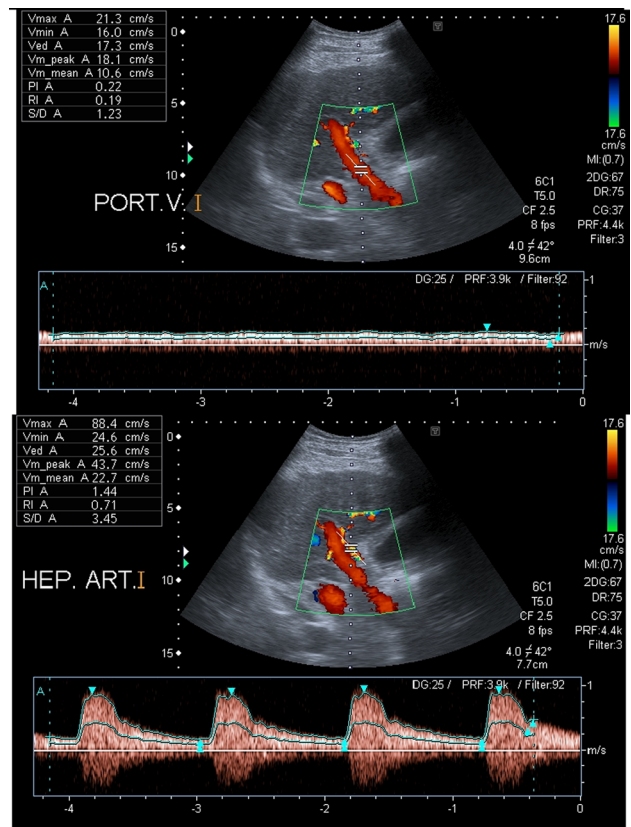 Vmax A 21.3 cm/s
Vmin A 16.0 cm/s
Ved A 17.3 cm/s
Vm_peak A 18.1 cm/s
Vm_mean A 10.6 cm/s
PI A 0.22
RI A 0.19
S/D A 1.23
0
5
10
15
PORT.V. I
17.6
17.6
cm/s
MI:(0.7)
2DG:67
DR:75
CG:37
PRF:4.4k
Filter:3
6C1
T5.0
CF 2.5
8 fps
4.0 ≠ 42°
9.6cm
A
DG:25 / PRF:3.9k / Filter:92
1
m/s
-4 -3 -2 -1 0
Vmax A 88.4 cm/s
Vmin A 24.6 cm/s
Ved A 25.6 cm/s
Vm_peak A 43.7 cm/s
Vm_mean A 22.7 cm/s
PI A 1.44
RI A 0.71
S/D A 3.45
0
5
10
15
HEP. ART.I
17.6
17.6
cm/s
MI:(0.7)
2DG:67
DR:75
CG:37
PRF:4.4k
Filter:3
6C1
T5.0
CF 2.5
8 fps
4.0 ≠ 42°
7.7cm
A
DG:25 / PRF:3.9k / Filter:92
1
m/s
-4 -3 -2 -1 0